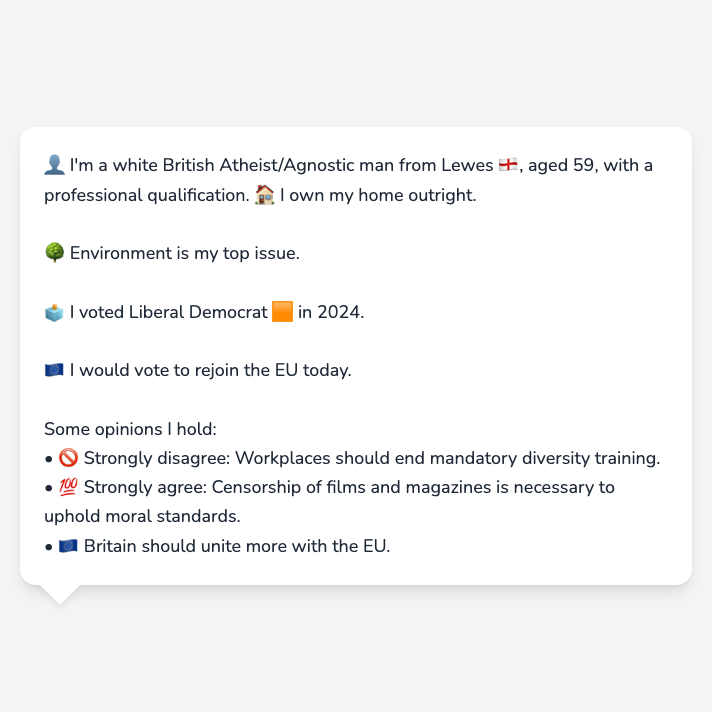 👤 I'm a white British Atheist/Agnostic man from Lewes 🏴󠁧󠁢󠁥󠁮󠁧󠁿, aged 59, with a
professional qualification. 🏠 I own my home outright.
🌳 Environment is my top issue.
🗳️ I voted Liberal Democrat 🟧 in 2024.
🇪🇺 I would vote to rejoin the EU today.
Some opinions I hold:
• 🚫 Strongly disagree: Workplaces should end mandatory diversity training.
• 💯 Strongly agree: Censorship of films and magazines is necessary to
uphold moral standards.
• 🇪🇺 Britain should unite more with the EU.